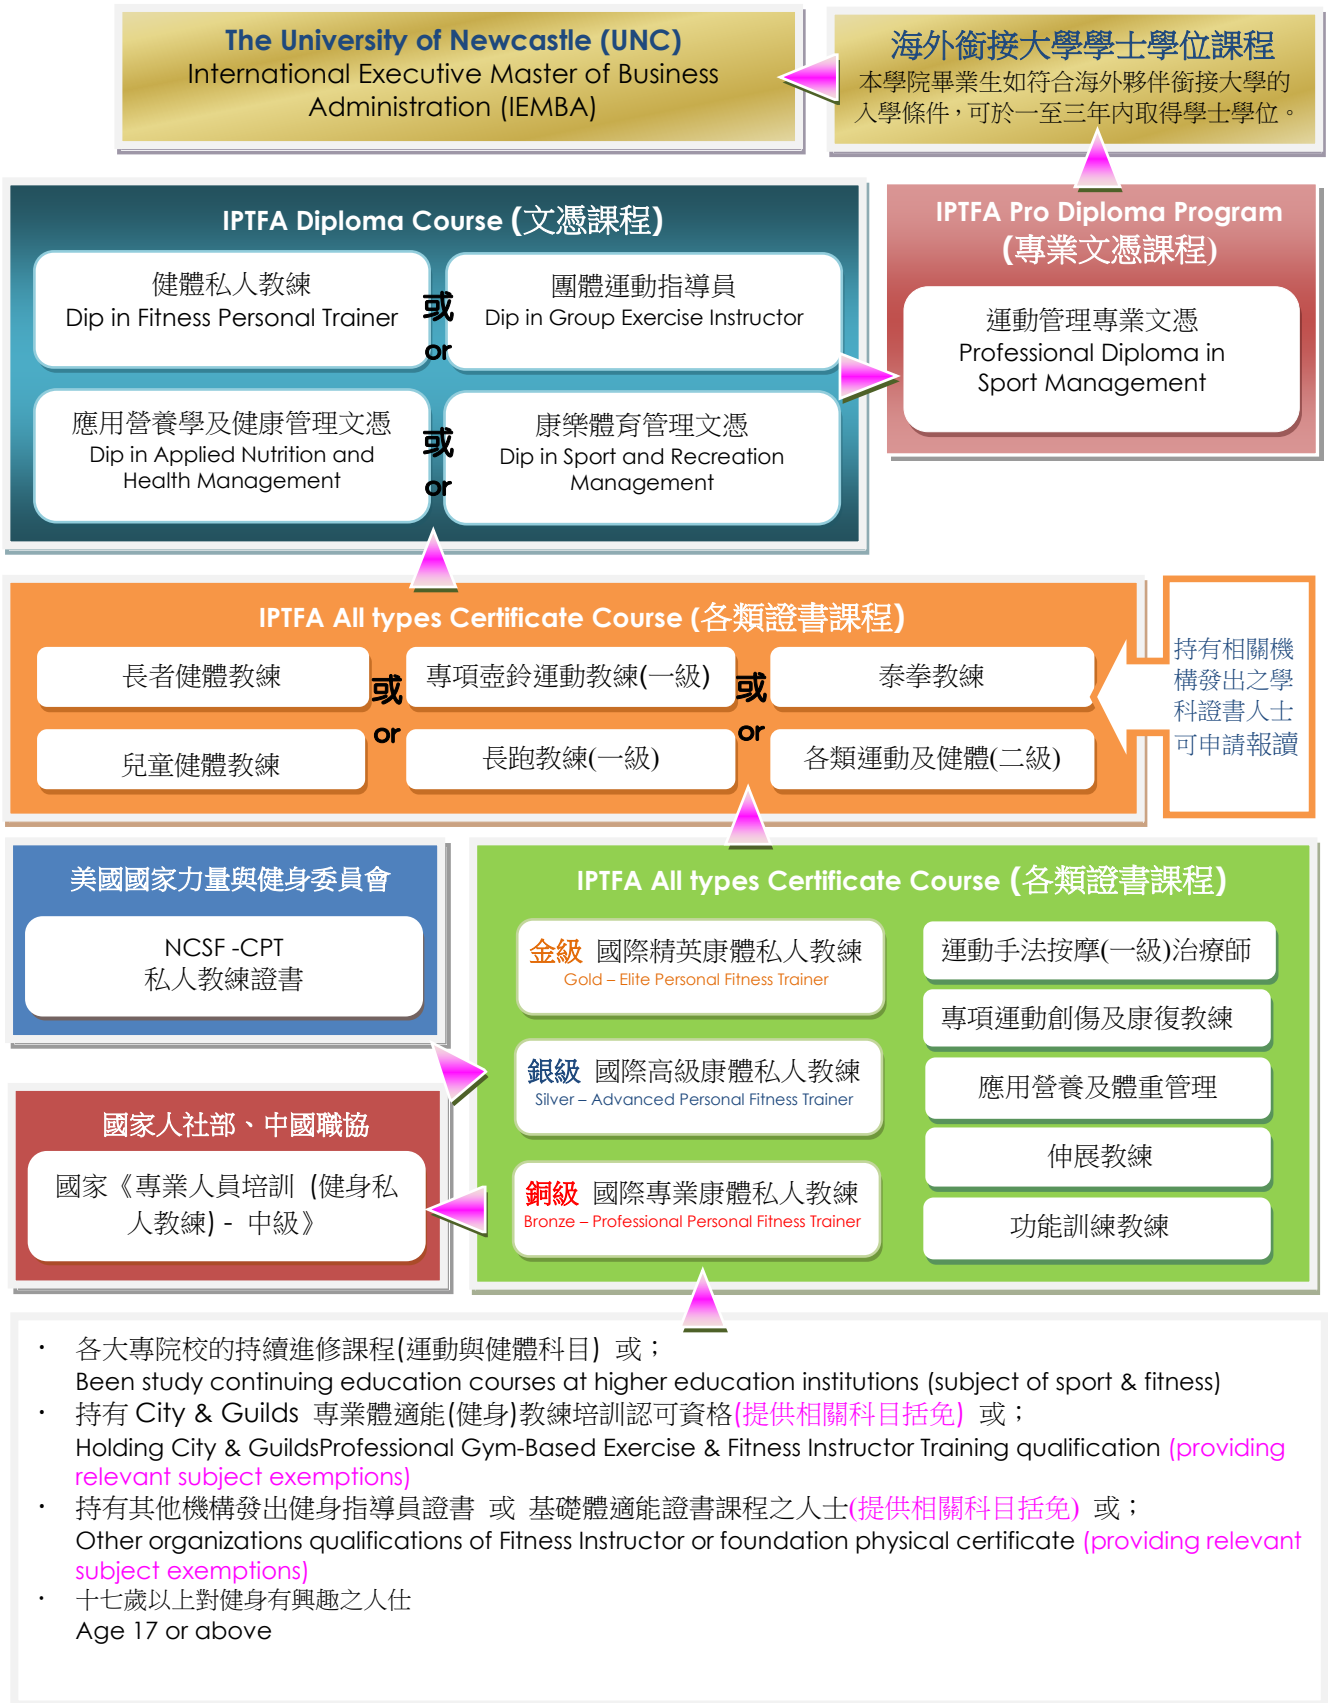 The University of Newcastle (UNC)
International Executive Master of Business
Administration (IEMBA)
海外銜接大學學士學位課程
本學院畢業生如符合海外夥伴銜接大學的
入學條件，可於一至三年內取得學士學位。
IPTFA Diploma Course (文憑課程)
健體私人教練
Dip in Fitness Personal Trainer
或
or
團體運動指導員
Dip in Group Exercise Instructor
應用營養學及健康管理文憑
Dip in Applied Nutrition and
Health Management
或
or
康樂體育管理文憑
Dip in Sport and Recreation
Management
IPTFA Pro Diploma Program
(專業文憑課程)
運動管理專業文憑
Professional Diploma in
Sport Management
IPTFA All types Certificate Course (各類證書課程)
長者健體教練
或
or
專項壺鈴運動教練(一級)
或
or
泰拳教練
兒童健體教練
長跑教練(一級)
各類運動及健體(二級)
持有相關機
構發出之學
科證書人士
可申請報讀
美國國家力量與健身委員會
NCSF -CPT
私人教練證書
國家人社部、中國職協
國家《專業人員培訓 (健身私
人教練) - 中級》
IPTFA All types Certificate Course (各類證書課程)
金級 國際精英康體私人教練
Gold – Elite Personal Fitness Trainer
銀級 國際高級康體私人教練
Silver – Advanced Personal Fitness Trainer
銅級 國際專業康體私人教練
Bronze – Professional Personal Fitness Trainer
運動手法按摩(一級)治療師
專項運動創傷及康復教練
應用營養及體重管理
伸展教練
功能訓練教練
· 各大專院校的持續進修課程(運動與健體科目) 或；
Been study continuing education courses at higher education institutions (subject of sport & fitness)
· 持有 City & Guilds 專業體適能(健身)教練培訓認可資格(提供相關科目括免) 或；
Holding City & GuildsProfessional Gym-Based Exercise & Fitness Instructor Training qualification (providing
relevant subject exemptions)
· 持有其他機構發出健身指導員證書 或 基礎體適能證書課程之人士(提供相關科目括免) 或；
Other organizations qualifications of Fitness Instructor or foundation physical certificate (providing relevant
subject exemptions)
· 十七歲以上對健身有興趣之人仕
Age 17 or above